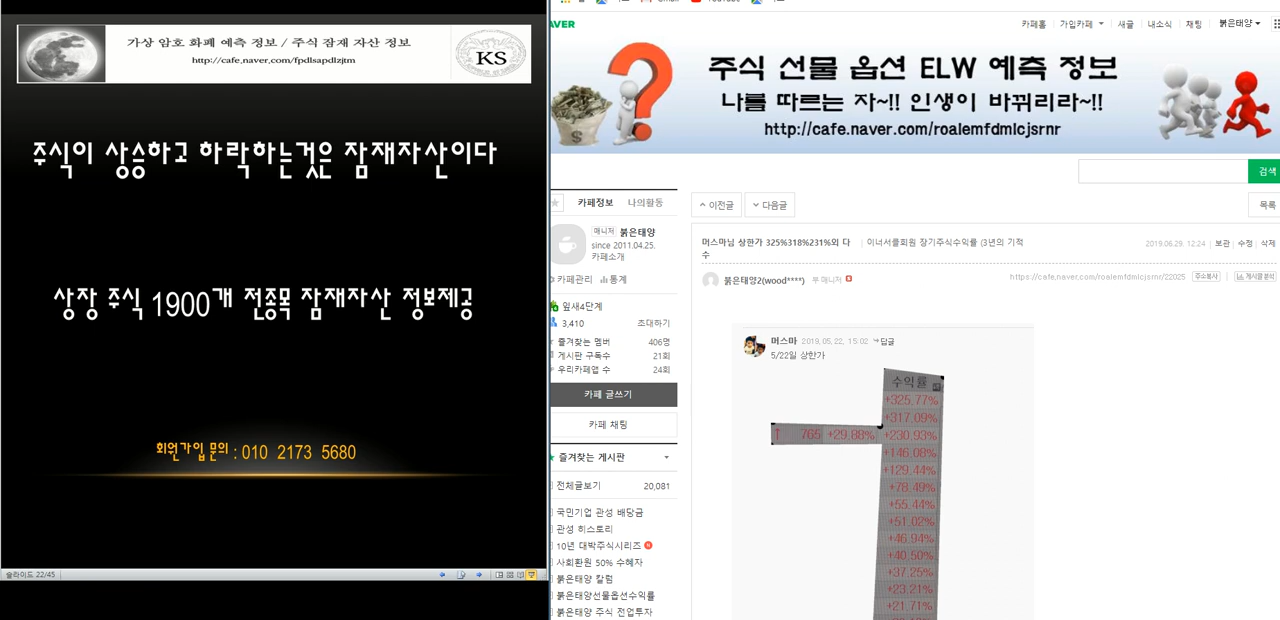 가상 암호 화폐 예측 정보 / 주식 잠재 자산 정보
http://cafe.naver.com/fpdlsapdlzjtm
KS
주식이 상승하고 하락하는것은 잠재자산이다
상장 주식 1900개 전종목 잠재자산 정보제공
회원가입 문의 : 010 2173 5680
슬라이드 22/45
카페홈 가입카페 새글 내소식 채팅 붉은태양
주식 선물 옵션 ELW 예측 정보
나를 따르는 자~!! 인생이 바뀌리라~!!
http://cafe.naver.com/roalemfdmlcjsrnr
검색
이전글 다음글 목록
카페정보 나의활동
매니저 붉은태양
since 2011.04.25.
카페소개
카페관리 통계
잎새4단계
3,410 초대하기
즐겨찾는 멤버 406명
게시판 구독수 21회
우리카페앱 수 24회
카페 글쓰기
카페 채팅
즐겨찾는 게시판
전체글보기 20,081
국민기업 관성 배당금
관성 히스토리
10년 대박주식시리즈
사회환원 50% 수혜자
붉은태양 칼럼
붉은태양선물옵션수익률
붉은태양 주식 전업투자
머스마님 상한가 325%318%231%외 다수 | 이너서클회원 장기주식수익률 (3년의 기적
2019.06.29. 12:24 | 보관 | 수정 | 삭제
붉은태양2(wood****) 부매니저
https://cafe.naver.com/roalemfdmlcjsrnr/22025 주소복사 게시글 분석
머스마 2019.05.22. 15:02 답글
5/22일 상한가
수익률
+325.77%
+317.09%
765 +29.88% +230.93%
+146.08%
+129.44%
+78.49%
+55.44%
+51.02%
+46.94%
+40.50%
+37.25%
+23.21%
+21.71%